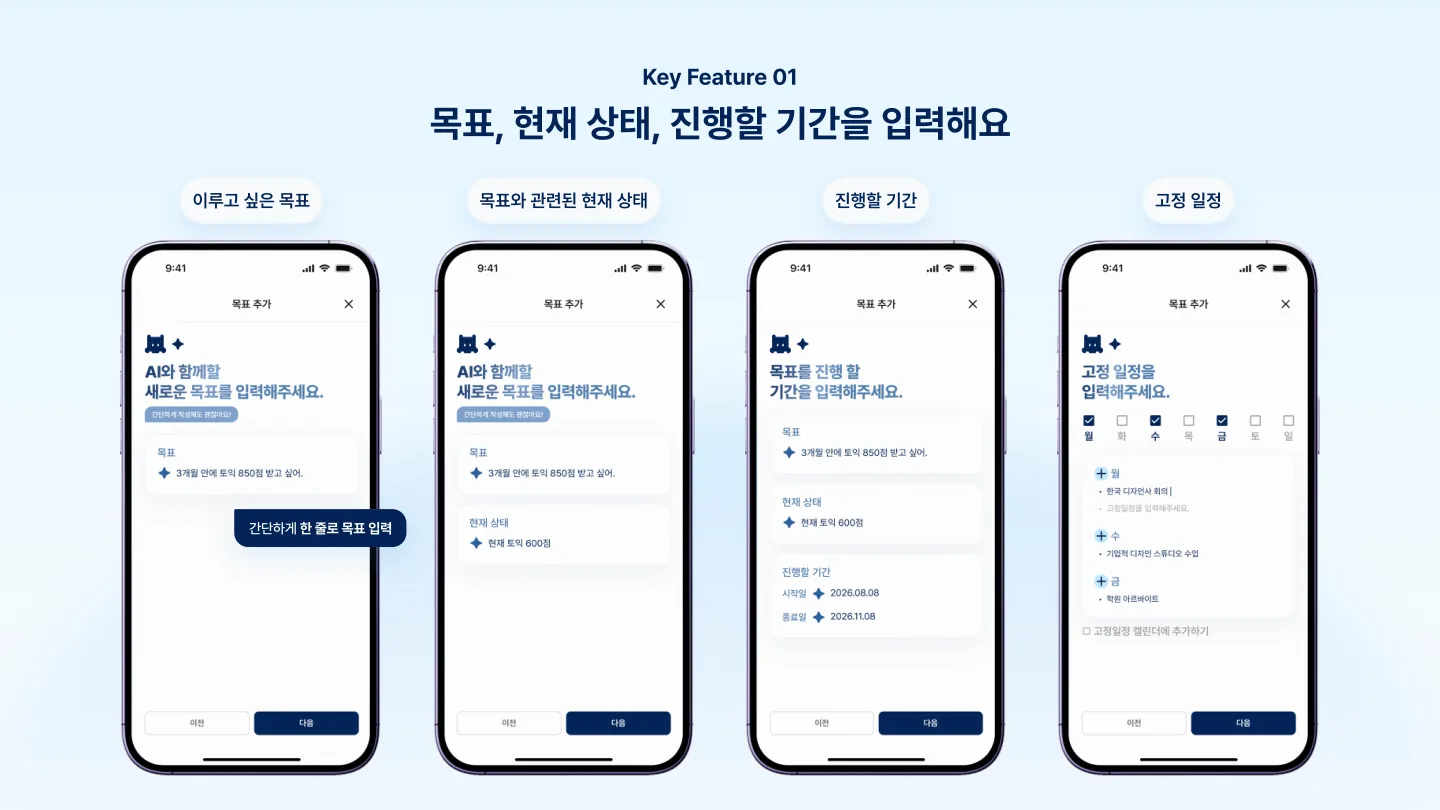 Key Feature 01
목표, 현재 상태, 진행할 기간을 입력해요
이루고 싶은 목표
9:41
목표 추가
AI와 함께할
새로운 목표를 입력해주세요.
간단하게 작성해도 괜찮아요!
목표
3개월 안에 토익 850점 받고 싶어.
간단하게 한 줄로 목표 입력
이전
다음
목표와 관련된 현재 상태
9:41
목표 추가
AI와 함께할
새로운 목표를 입력해주세요.
간단하게 작성해도 괜찮아요!
목표
3개월 안에 토익 850점 받고 싶어.
현재 상태
현재 토익 600점
이전
다음
진행할 기간
9:41
목표 추가
목표를 진행 할
기간을 입력해주세요.
목표
3개월 안에 토익 850점 받고 싶어.
현재 상태
현재 토익 600점
진행할 기간
시작일 2026.08.08
종료일 2026.11.08
이전
다음
고정 일정
9:41
목표 추가
고정 일정을
입력해주세요.
월 화 수 목 금 토 일
월
• 한국 디자인사 회의
• 고정일정을 입력해주세요.
수
• 기업적 디자인 스튜디오 수업
금
• 학원 아르바이트
고정일정 캘린더에 추가하기
이전
다음